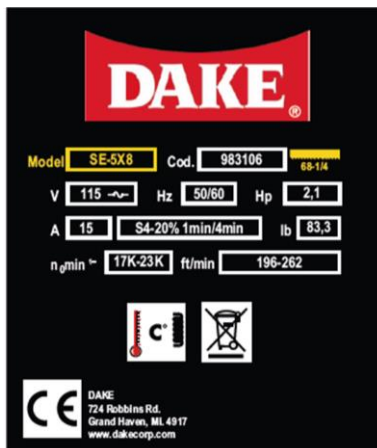 DAKE®
Model SE-5X8 Cod. 983106 68-1/4
V 115 Hz 50/60 Hp 2,1
A 15 S4-20% 1min/4min lb 83,3
n₀min⁻¹ 17K-23K ft/min 196-262
C°
CE
DAKE
724 Robbins Rd.
Grand Haven, MI. 4917
www.dakecorp.com